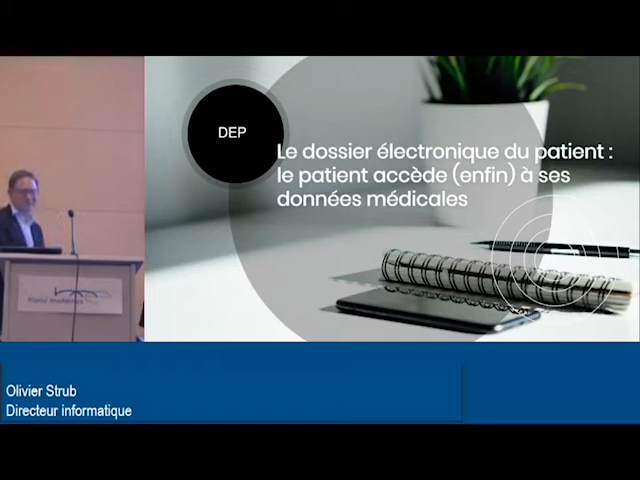 DEP
Le dossier électronique du patient :
le patient accède (enfin) à ses
données médicales
Olivier Strub
Directeur informatique